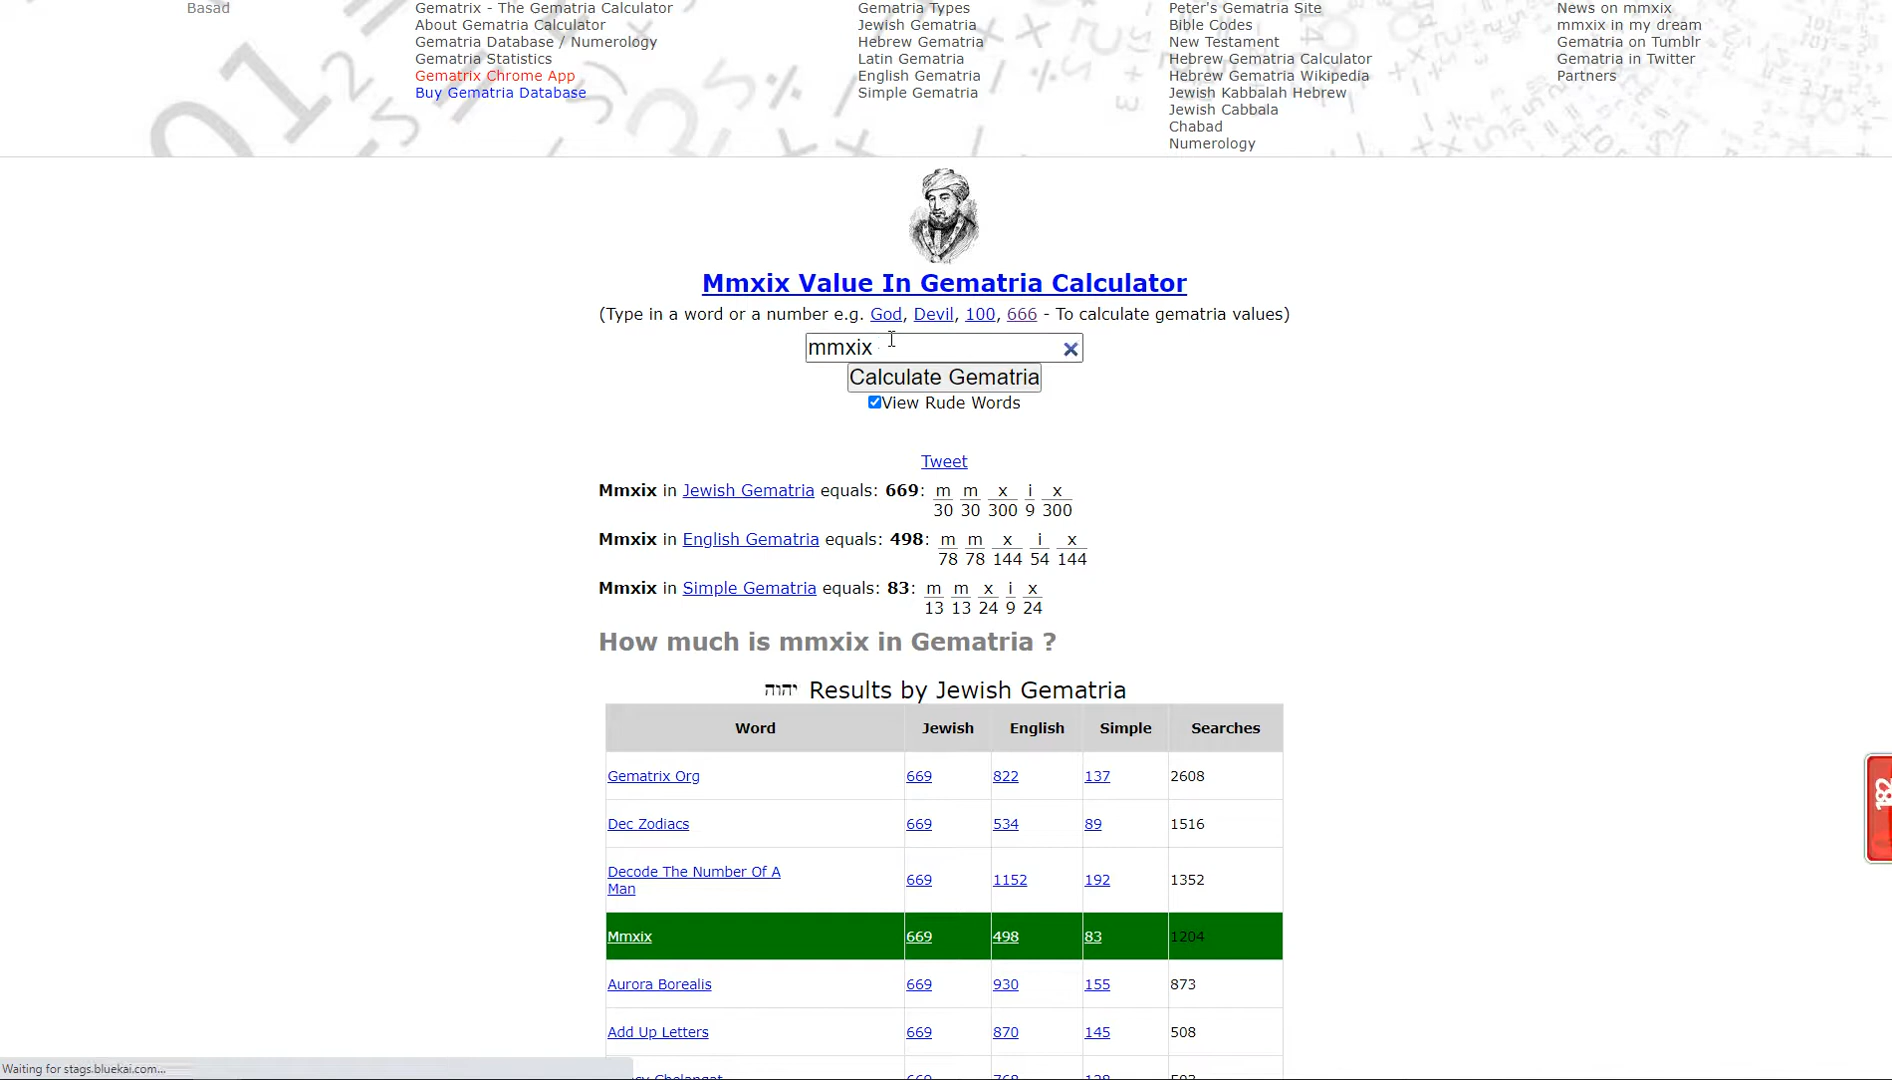 Basad
Gematrix - The Gematria Calculator
About Gematria Calculator
Gematria Database / Numerology
Gematria Statistics
Gematrix Chrome App
Buy Gematria Database
Gematria Types
Jewish Gematria
Hebrew Gematria
Latin Gematria
English Gematria
Simple Gematria
Peter's Gematria Site
Bible Codes
New Testament
Hebrew Gematria Calculator
Hebrew Gematria Wikipedia
Jewish Kabbalah Hebrew
Jewish Cabbala
Chabad
Numerology
News on mmxix
mmxix in my dream
Gematria on Tumblr
Gematria in Twitter
Partners
Mmxix Value In Gematria Calculator
(Type in a word or a number e.g. God, Devil, 100, 666 - To calculate gematria values)
mmxix
Calculate Gematria
View Rude Words
Tweet
Mmxix in Jewish Gematria equals: 669: m m x i x
30 30 300 9 300
Mmxix in English Gematria equals: 498: m m x i x
78 78 144 54 144
Mmxix in Simple Gematria equals: 83: m m x i x
13 13 24 9 24
How much is mmxix in Gematria ?
יהוה Results by Jewish Gematria
Word Jewish English Simple Searches
Gematrix Org 669 822 137 2608
Dec Zodiacs 669 534 89 1516
Decode The Number Of A
Man 669 1152 192 1352
Mmxix 669 498 83 1204
Aurora Borealis 669 930 155 873
Add Up Letters 669 870 145 508
Waiting for stags.bluekai.com...